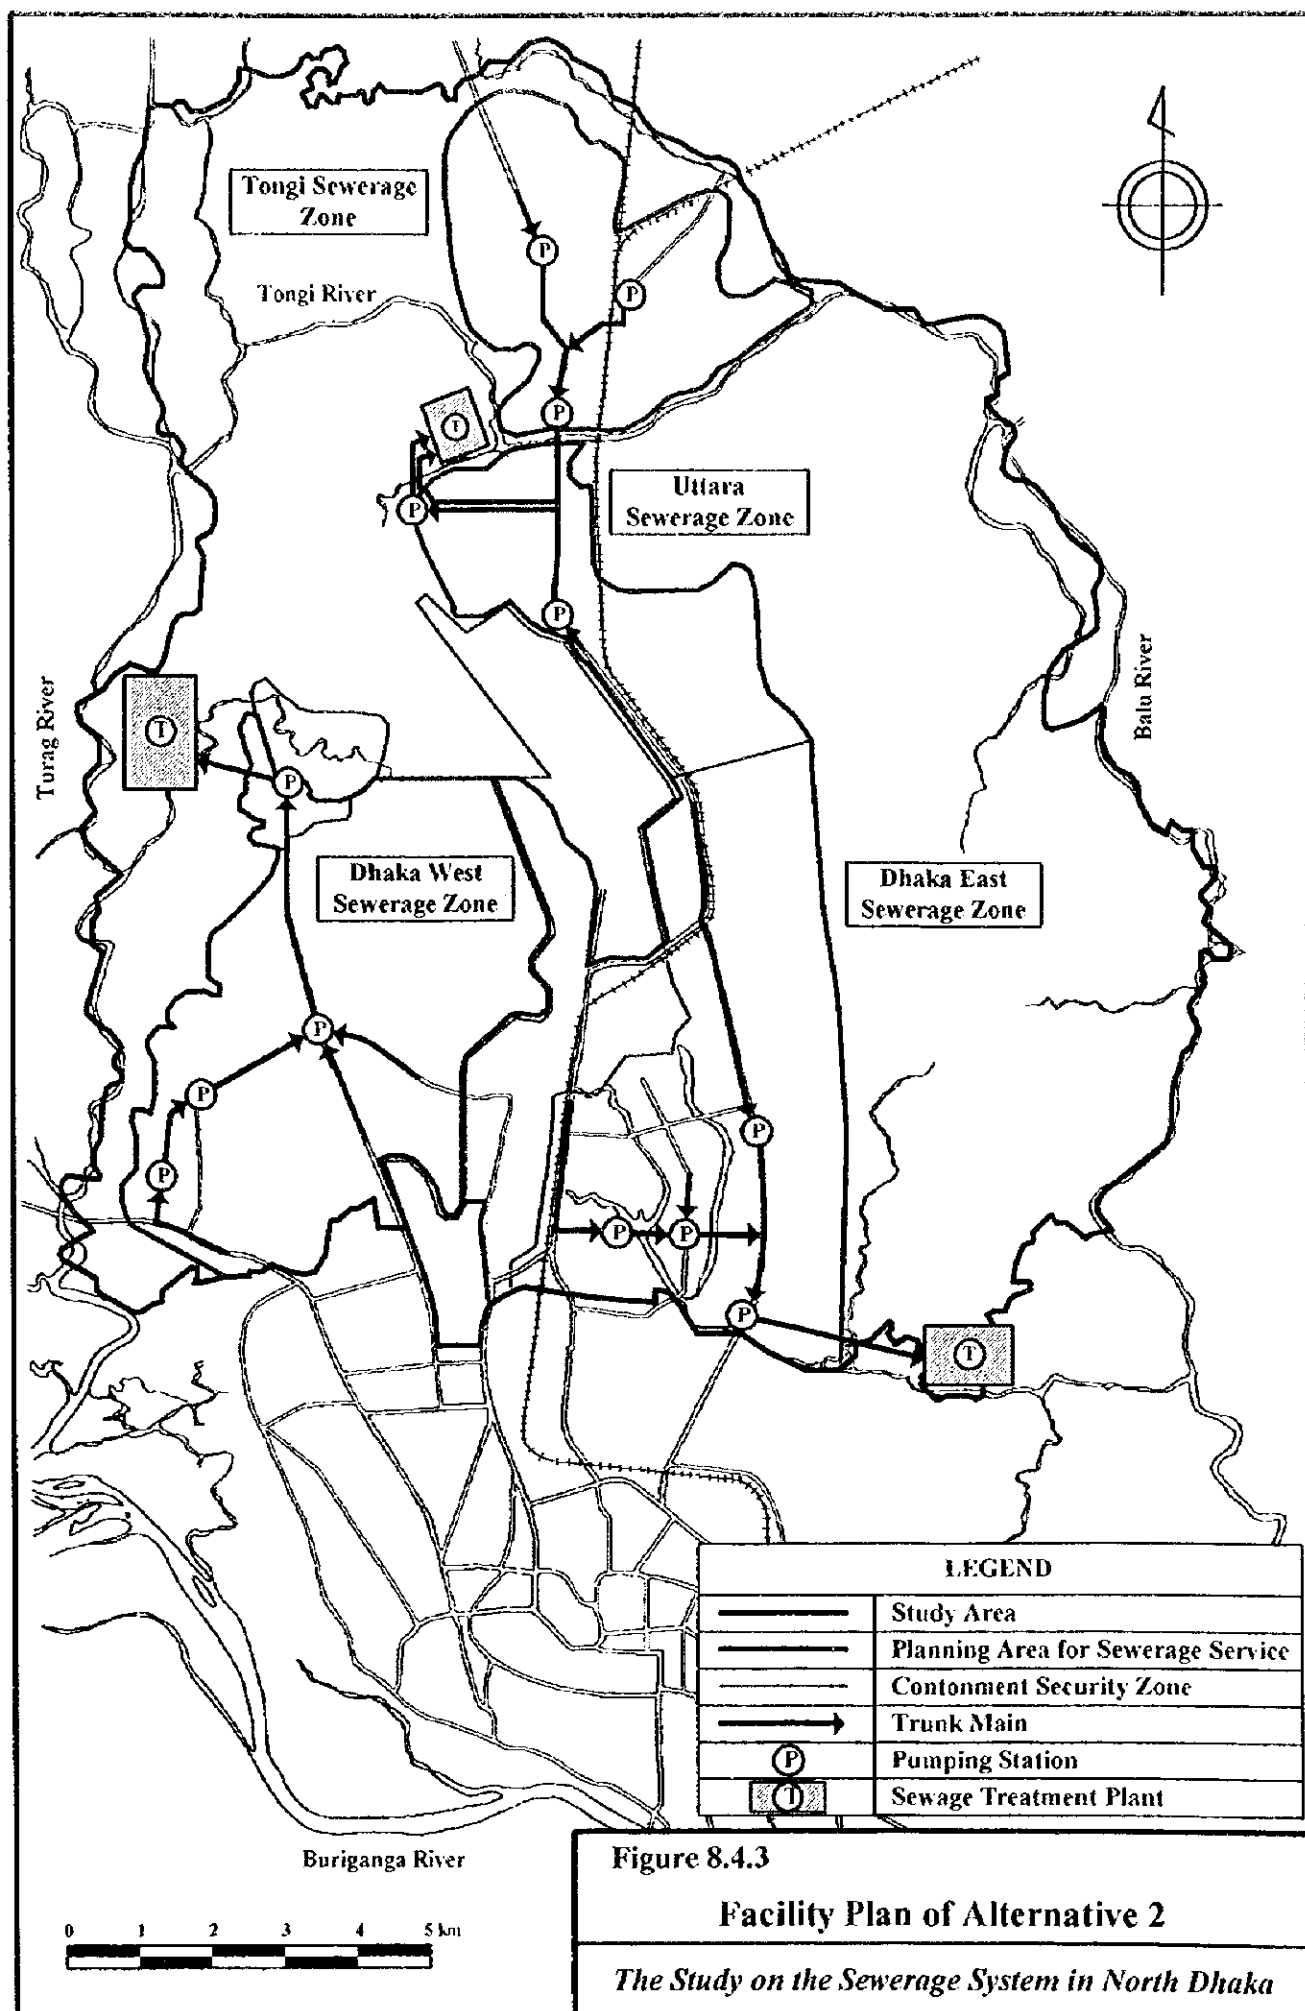 Tongi Sewerage
Zone
P
Tongi River
P
P
T
Uttara
Sewerage Zone
P
P
Turag River
Balu River
T
P
Dhaka West
Sewerage Zone
Dhaka East
Sewerage Zone
P
P
P
P
P
P
P
T
LEGEND
Study Area
Planning Area for Sewerage Service
Contonment Security Zone
Trunk Main
P Pumping Station
T Sewage Treatment Plant
Buriganga River
0 1 2 3 4 5 km
Figure 8.4.3
Facility Plan of Alternative 2
The Study on the Sewerage System in North Dhaka